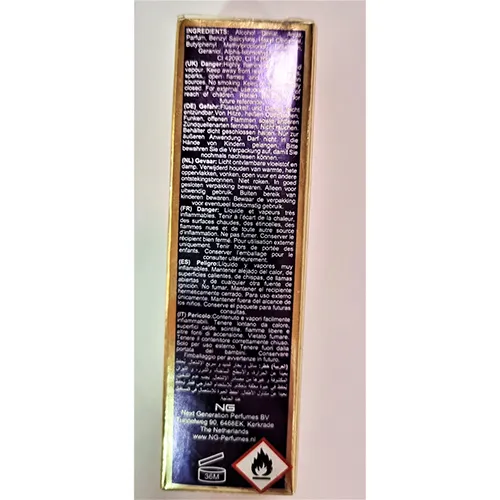 INGREDIENTS: Alcohol Denat.
Parfum, Benzyl Salicylate, Hexyl Cinnamal,
Butylphenyl Methylpropional,
Geraniol, Alpha-Isomethyl
CI 42090, CI
(UK) Danger: Highly
vapour. Keep away from
sparks, open flames and
sources. No smoking. Keep
closed. For external use
reach of children. Retain
future reference.
(DE) Gefahr: Flüssigkeit und Dampf leicht
entzündbar. Von Hitze, heißen Oberflächen,
Funken, offenen Flammen sowie anderen
Zündquellenarten fernhalten. Nicht rauchen.
Behälter dicht geschlossen halten. Nur zur
äußeren Anwendung. Darf nicht in die
Hände von Kindern gelangen. Bitte
bewahren Sie die Verpackung auf, damit Sie
nochmals nachlesen können.
(NL) Gevaar: Licht ontvlambare vloeistof en
damp. Verwijderd houden van warmte, hete
oppervlakken, vonken, open vuur en andere
ontstekingsbronnen. Niet roken. In goed
gesloten verpakking bewaren. Alleen voor
uitwendig gebruik. Buiten bereik van
kinderen bewaren. Bewaar de verpakking
voor eventueel toekomstig gebruik.
(FR) Danger: Liquide et vapeurs très
inflammables. Tenir à l'écart de la chaleur,
des surfaces chaudes, des étincelles, des
flammes nues et de toute autre source
d'inflammation. Ne pas fumer. Conserver le
récipient bien fermé. Pour utilisation externe
uniquement. Tenir hors de portée des
enfants. Conserver l'emballage pour le
consulter ultérieurement.
(ES) Peligro: Líquido y vapores muy
inflamables. Mantener alejado del calor, de
superficies calientes, de chispas, de llamas
abiertas y de cualquier otra fuente de
ignición. No fumar. Mantener el recipiente
herméticamente cerrado. Para uso externo
únicamente. Mantener fuera del alcance de
los niños. Conserve el paquete para futuras
consultas.
(IT) Pericolo: Contenuto e vapori facilmente
infiammabili. Tenere lontano da calore,
superfici calde, scintille, fiamme libere e
altre fonti di accensione. Vietato fumare.
Tenere il contenitore correttamente chiuso.
Solo per uso esterno. Tenere fuori dalla
portata dei bambini. Conservare
l'imballaggio per avvertenze in futuro.
NG
Next Generation Perfumes BV
Tunnelweg 90, 6468EK, Kerkrade
The Netherlands
www.NG-Perfumes.nl
36M